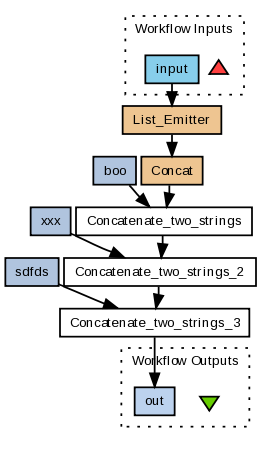 Workflow Inputs
input
List_Emitter
boo
Concat
xxx
Concatenate_two_strings
sdfds
Concatenate_two_strings_2
Concatenate_two_strings_3
Workflow Outputs
out